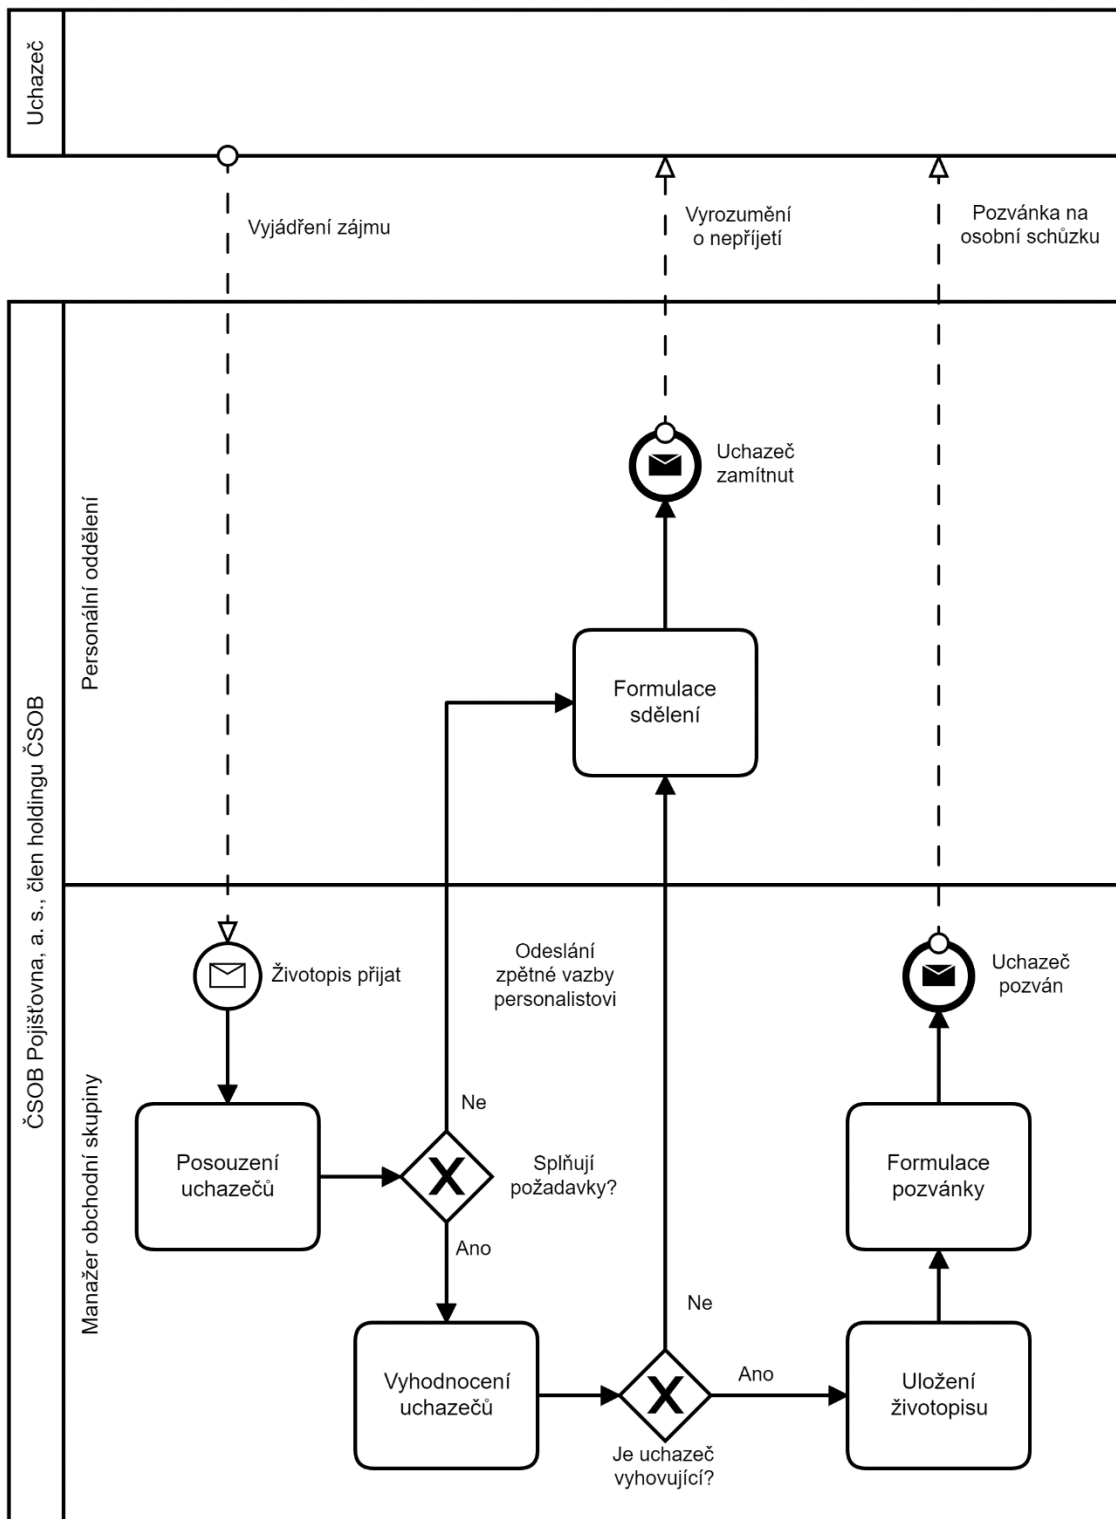 Uchazeč
Vyjádření zájmu
Vyrozumění
o nepříjetí
Pozvánka na
osobní schůzku
ČSOB Pojišťovna, a. s., člen holdingu ČSOB
Personální oddělení
Uchazeč
zamítnut
Formulace
sdělení
Manažer obchodní skupiny
Životopis přijat
Odeslání
zpětné vazby
personalistovi
Uchazeč
pozván
Posouzení
uchazečů
Ne
Splňují
požadavky?
Ano
Formulace
pozvánky
Vyhodnocení
uchazečů
Ne
Ano
Je uchazeč
vyhovující?
Uložení
životopisu